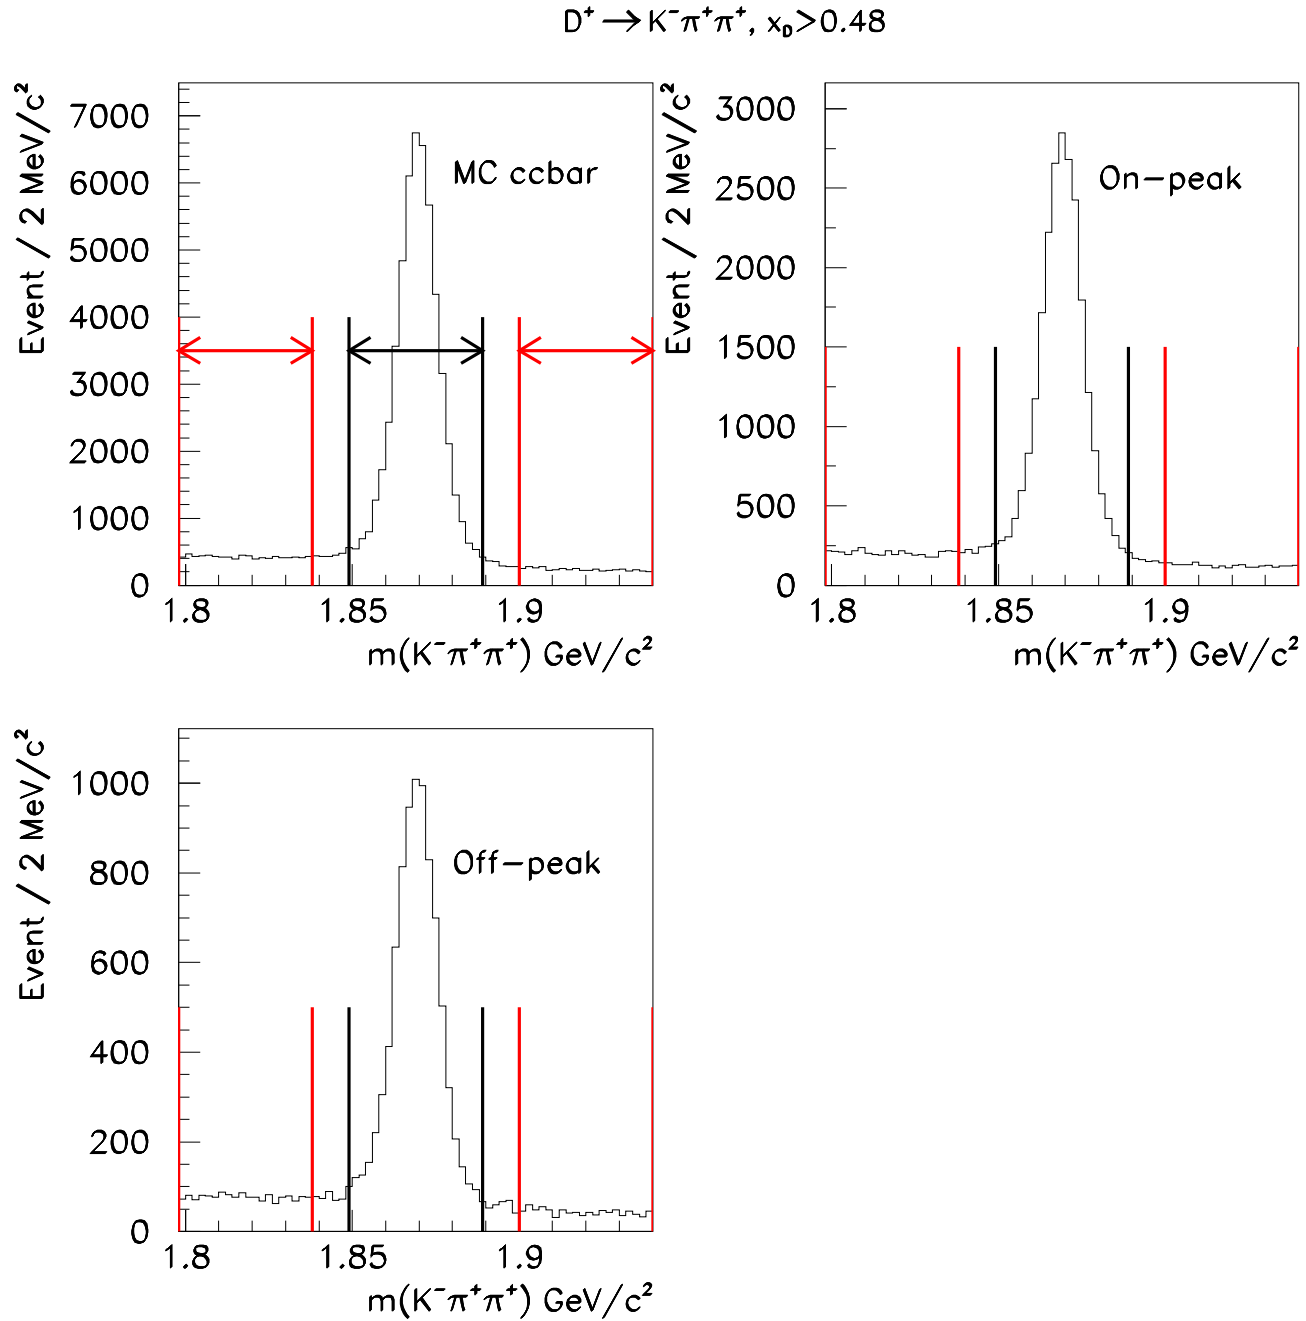 D⁺→K⁻π⁺π⁺, x_D>0.48
Event / 2 MeV/c²
7000
6000
5000
4000
3000
2000
1000
0
MC ccbar
1.8 1.85 1.9
m(K⁻π⁺π⁺) GeV/c²
Event / 2 MeV/c²
3000
2500
2000
1500
1000
500
0
On-peak
1.8 1.85 1.9
m(K⁻π⁺π⁺) GeV/c²
Event / 2 MeV/c²
1000
800
600
400
200
0
Off-peak
1.8 1.85 1.9
m(K⁻π⁺π⁺) GeV/c²